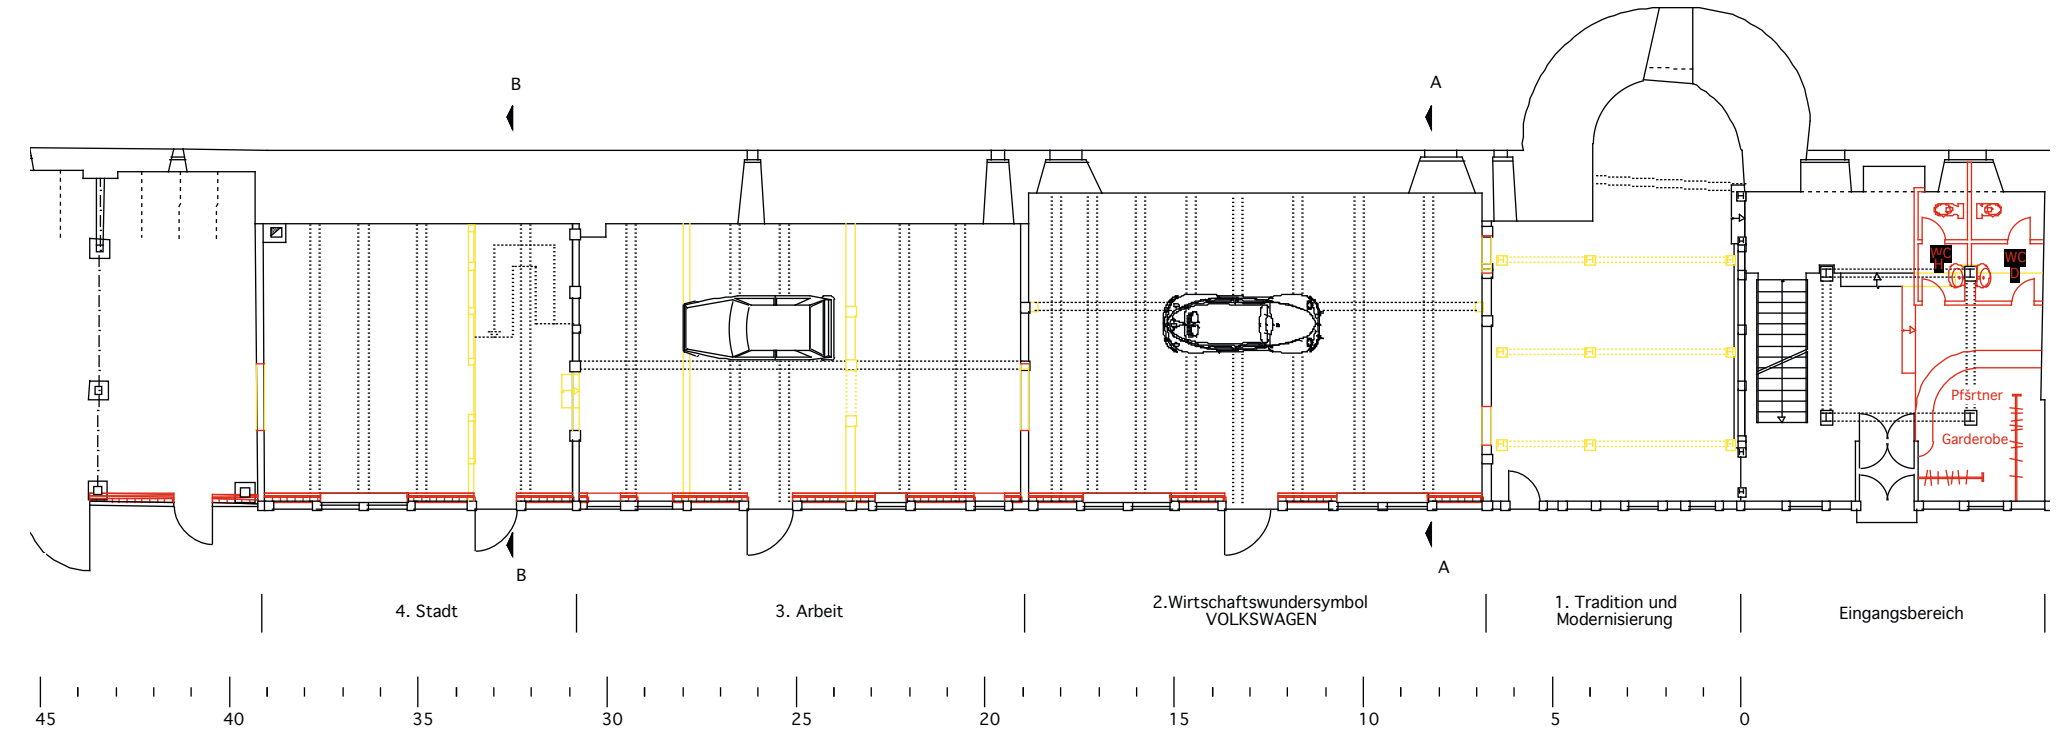 B
A
WC
H
WC
D
Pfšrtner
Garderobe
B
A
4. Stadt
3. Arbeit
2.Wirtschaftswundersymbol
VOLKSWAGEN
1. Tradition und
Modernisierung
Eingangsbereich
45
40
35
30
25
20
15
10
5
0